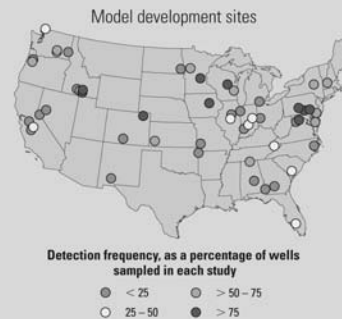 Model development sites
Detection frequency, as a percentage of wells
sampled in each study
< 25
> 50 – 75
25 – 50
> 75